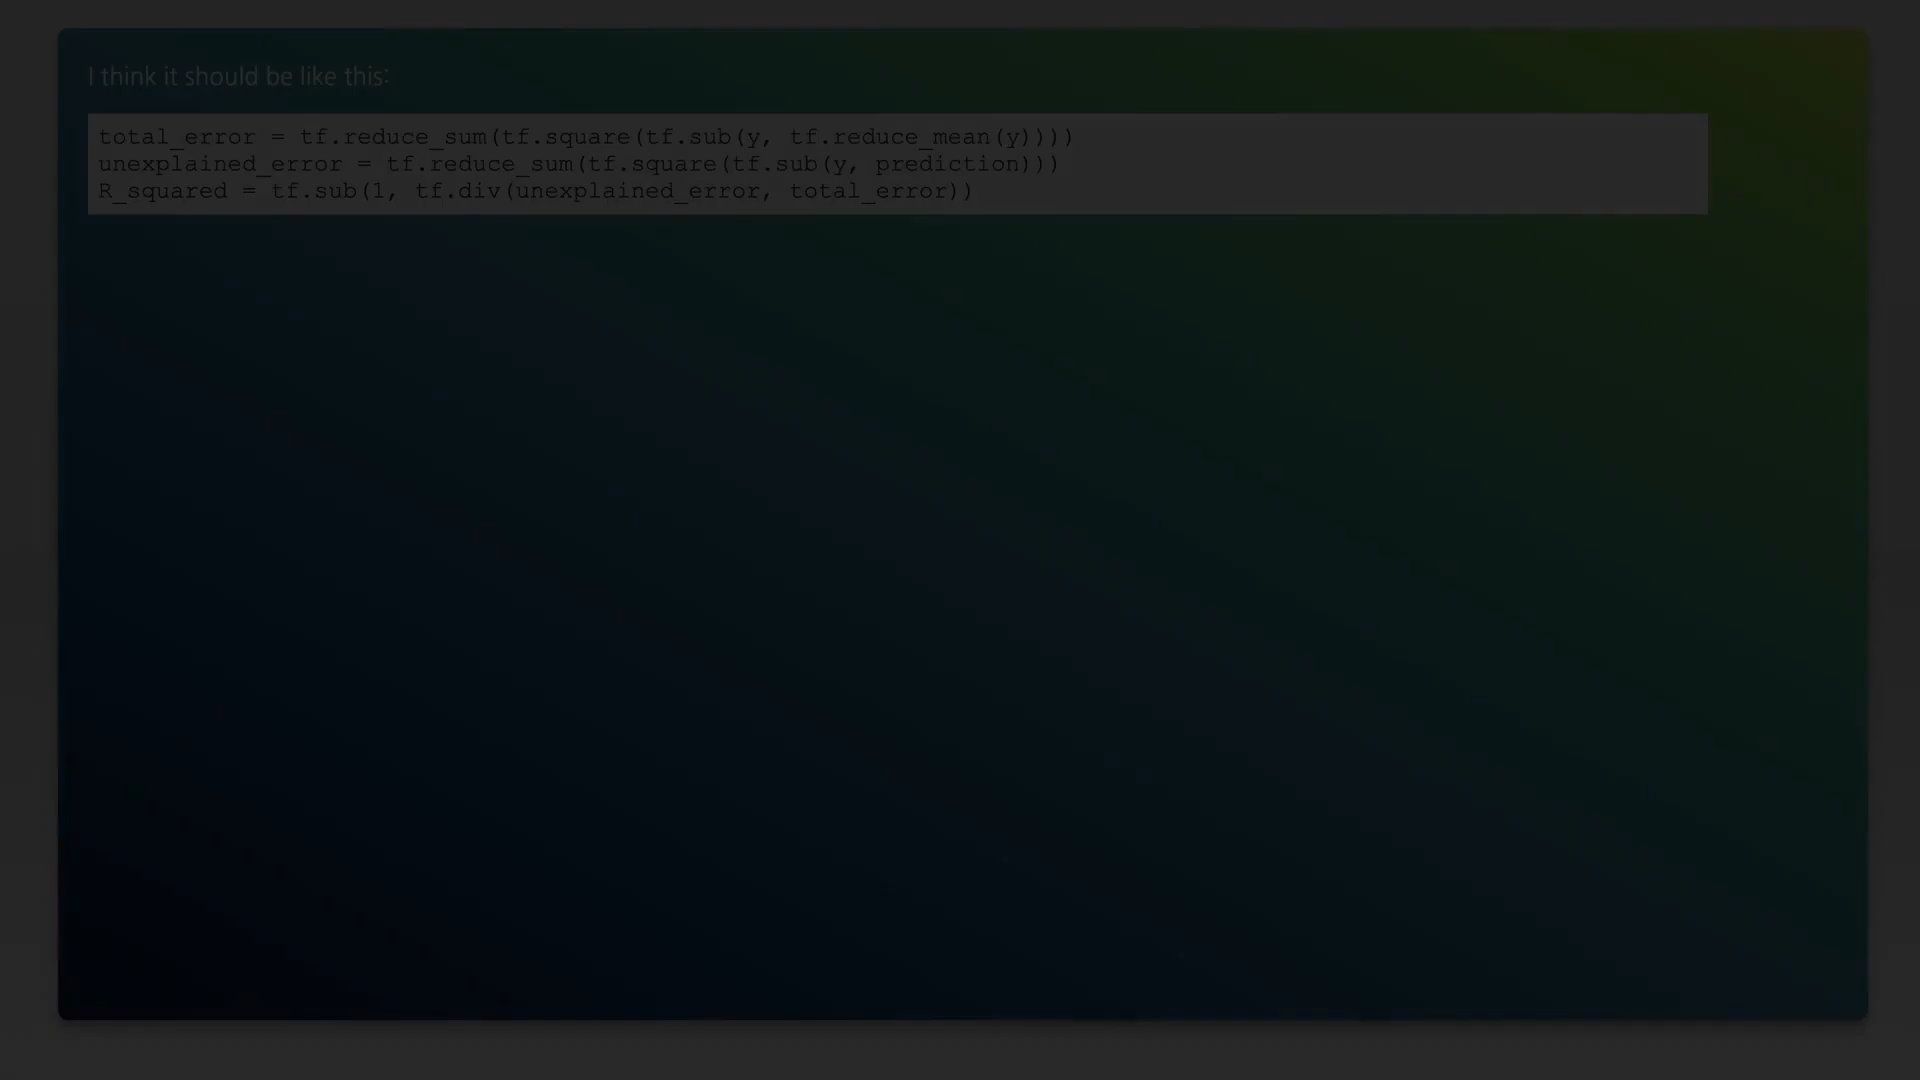 I think it should be like this:
total_error = tf.reduce_sum(tf.square(tf.sub(y, tf.reduce_mean(y))))
unexplained_error = tf.reduce_sum(tf.square(tf.sub(y, prediction)))
R_squared = tf.sub(1, tf.div(unexplained_error, total_error))